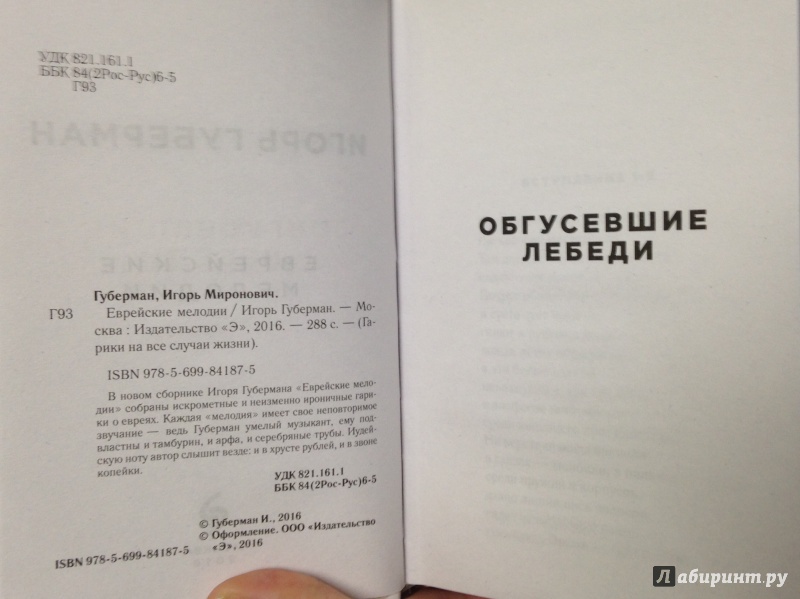 УДК 821.161.1
ББК 84(2Рос-Рус)6-5
Г93
Губерман, Игорь Миронович.
Г93 Еврейские мелодии / Игорь Губерман. — Мо-
сква : Издательство «Э», 2016. — 288 с. — (Га-
рики на все случаи жизни).
ISBN 978-5-699-84187-5
В новом сборнике Игоря Губермана «Еврейские мело-
дии» собраны искрометные и неизменно ироничные гари-
ки о евреях. Каждая «мелодия» имеет свое неповторимое
звучание — ведь Губерман умелый музыкант, ему под-
властны и тамбурин, и арфа, и серебряные трубы. Иудей-
скую ноту автор слышит везде: и в хрусте рублей, и в звоне
копейки.
УДК 821.161.1
ББК 84(2Рос-Рус)6-5
© Губерман И., 2016
© Оформление. ООО «Издательство
«Э», 2016
ISBN 978-5-699-84187-5
ОБГУСЕВШИЕ
ЛЕБЕДИ
Лабиринт.ру